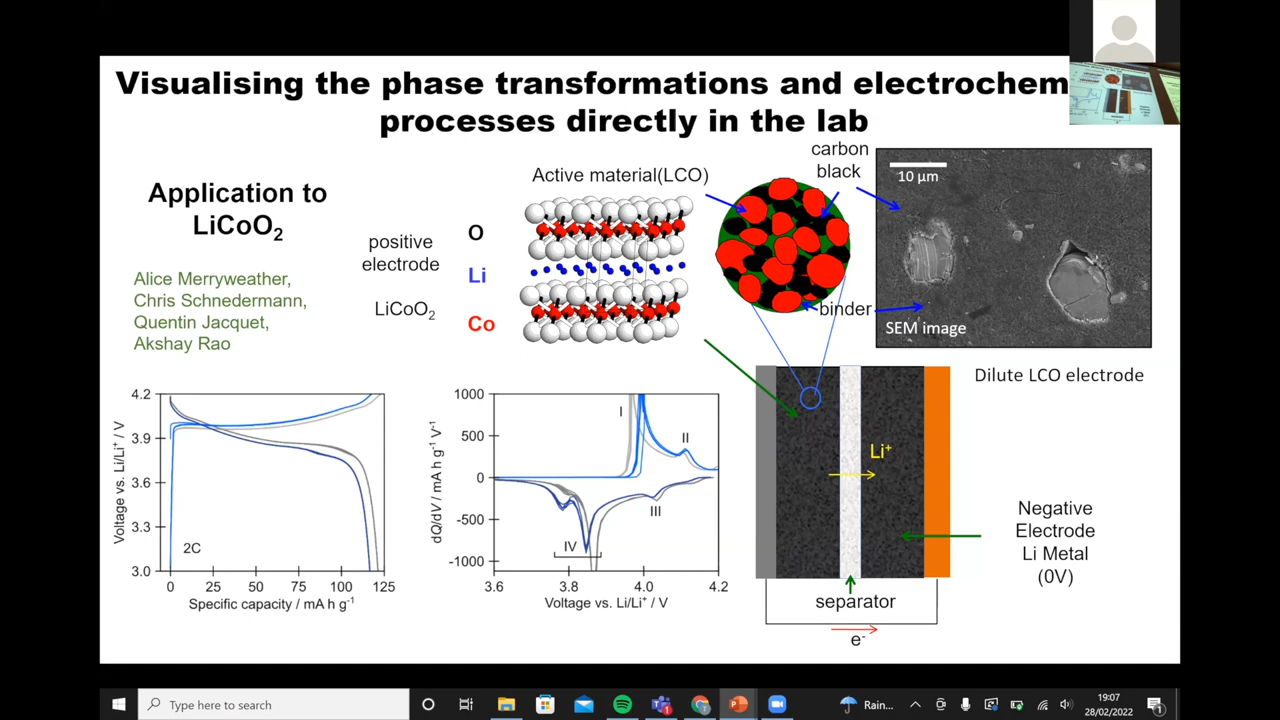 Visualising the phase transformations and electrochem
processes directly in the lab
Application to
LiCoO₂
Alice Merryweather,
Chris Schnedermann,
Quentin Jacquet,
Akshay Rao
positive
electrode
LiCoO₂
O
Li
Co
Active material(LCO)
carbon
black
binder
10 µm
SEM image
Dilute LCO electrode
4.2
3.9
3.6
3.3
3.0
Voltage vs. Li/Li⁺ / V
2C
0
25
50
75
100
125
Specific capacity / mA h g⁻¹
1000
500
0
-500
-1000
dQ/dV / mA h g⁻¹ V⁻¹
I
II
III
IV
3.6
3.8
4.0
4.2
Voltage vs. Li/Li⁺ / V
Li⁺
separator
e⁻
Negative
Electrode
Li Metal
(0V)
Type here to search
Rain...
19:07
28/02/2022